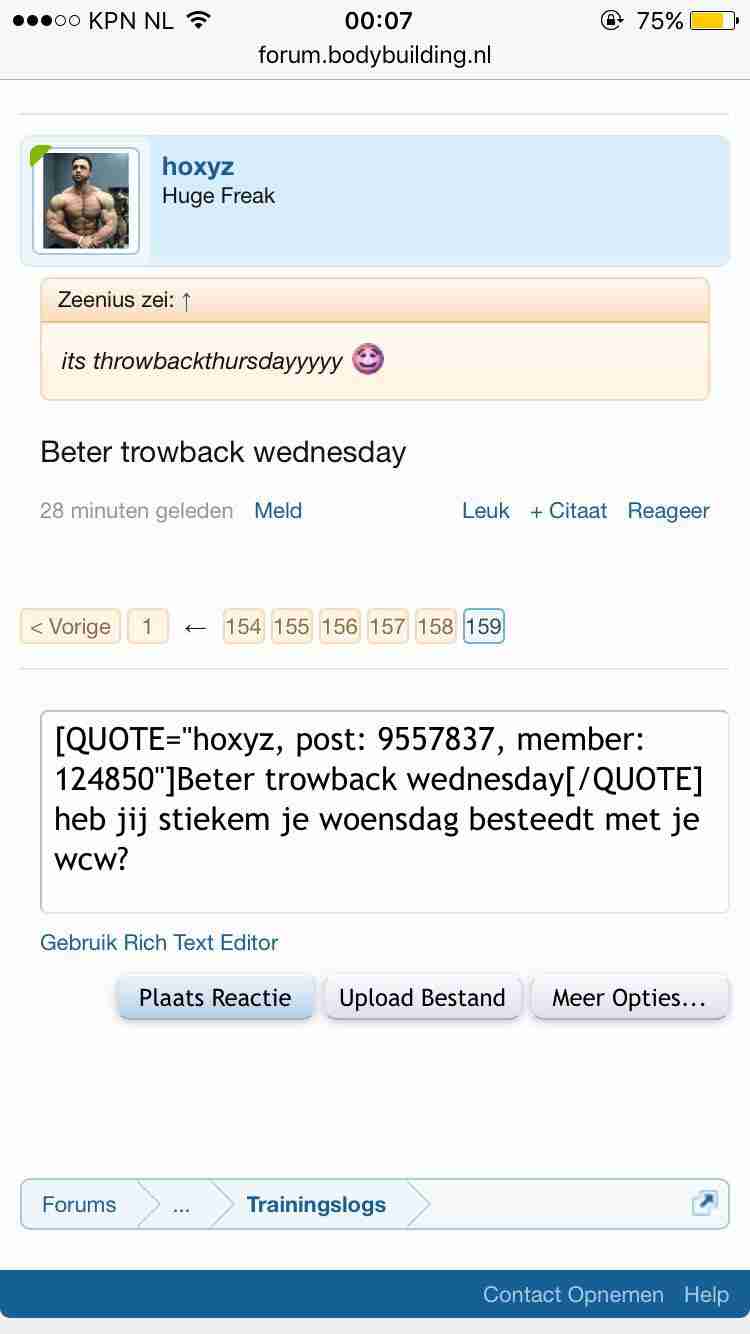 KPN NL 00:07 75%
forum.bodybuilding.nl
hoxyz
Huge Freak
Zeenius zei: ↑
its throwbackthursdayyyyy
Beter trowback wednesday
28 minuten geleden Meld Leuk + Citaat Reageer
< Vorige 1 ← 154 155 156 157 158 159
[QUOTE="hoxyz, post: 9557837, member:
124850"]Beter trowback wednesday[/QUOTE]
heb jij stiekem je woensdag besteedt met je
wcw?
Gebruik Rich Text Editor
Plaats Reactie Upload Bestand Meer Opties...
Forums ... Trainingslogs
Contact Opnemen Help